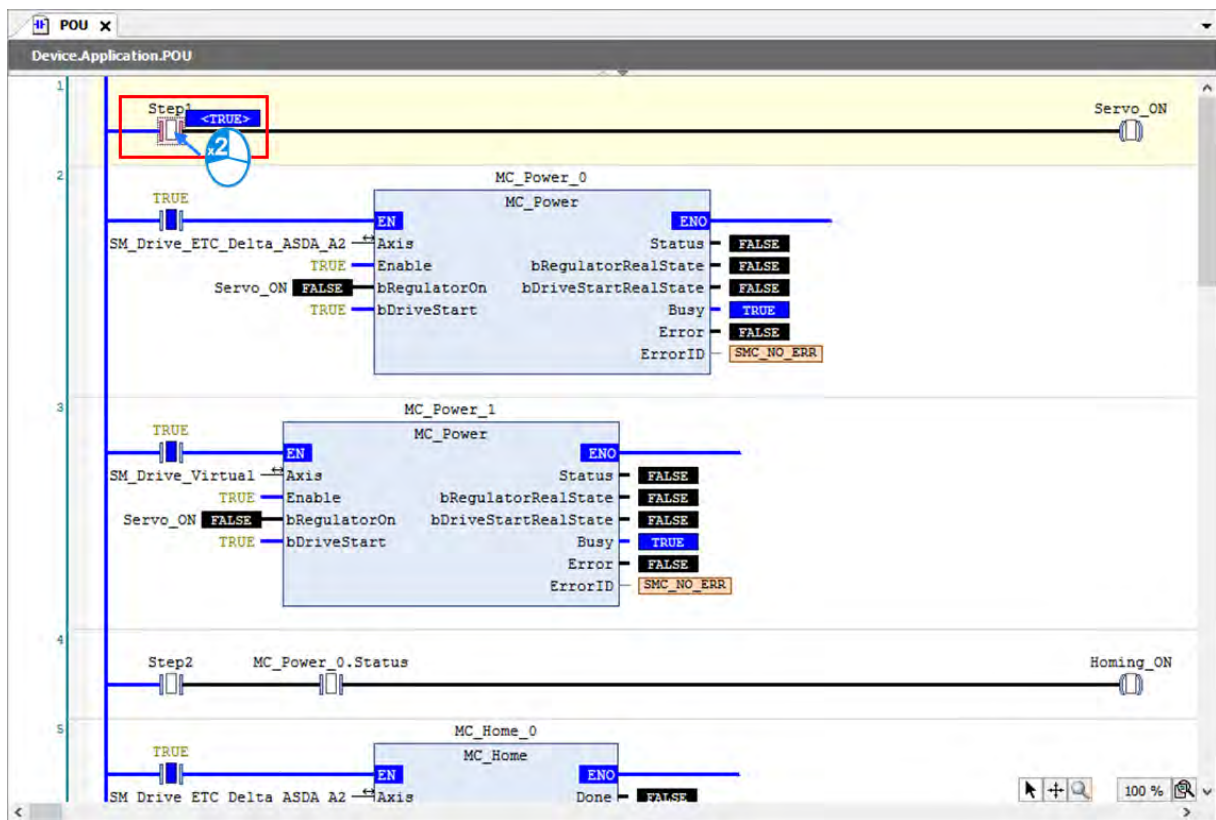 POU
Device.Application.POU
1
Step1
<TRUE>
x2
Servo_ON
2
MC_Power_0
TRUE
MC_Power
EN ENO
SM_Drive_ETC_Delta_ASDA_A2 Axis Status FALSE
TRUE Enable bRegulatorRealState FALSE
Servo_ON FALSE bRegulatorOn bDriveStartRealState FALSE
TRUE bDriveStart Busy TRUE
Error FALSE
ErrorID SMC_NO_ERR
3
MC_Power_1
TRUE
MC_Power
EN ENO
SM_Drive_Virtual Axis Status FALSE
TRUE Enable bRegulatorRealState FALSE
Servo_ON FALSE bRegulatorOn bDriveStartRealState FALSE
TRUE bDriveStart Busy TRUE
Error FALSE
ErrorID SMC_NO_ERR
4
Step2 MC_Power_0.Status Homing_ON
5
MC_Home_0
TRUE
MC_Home
EN ENO
SM_Drive_ETC_Delta_ASDA_A2 Axis Done FALSE
100 %